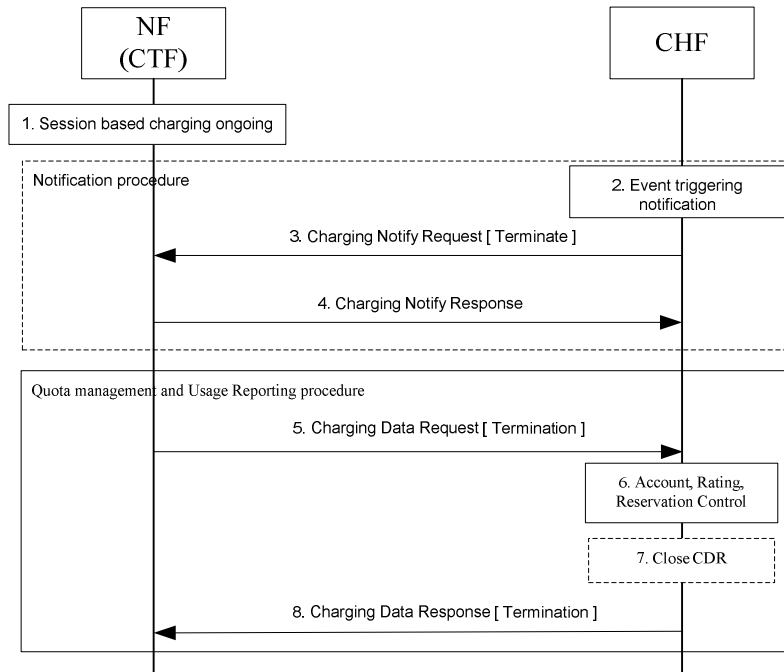 NF
(CTF)
CHF
1. Session based charging ongoing
Notification procedure
2. Event triggering
notification
3. Charging Notify Request [ Terminate ]
4. Charging Notify Response
Quota management and Usage Reporting procedure
5. Charging Data Request [ Termination ]
6. Account, Rating,
Reservation Control
7. Close CDR
8. Charging Data Response [ Termination ]